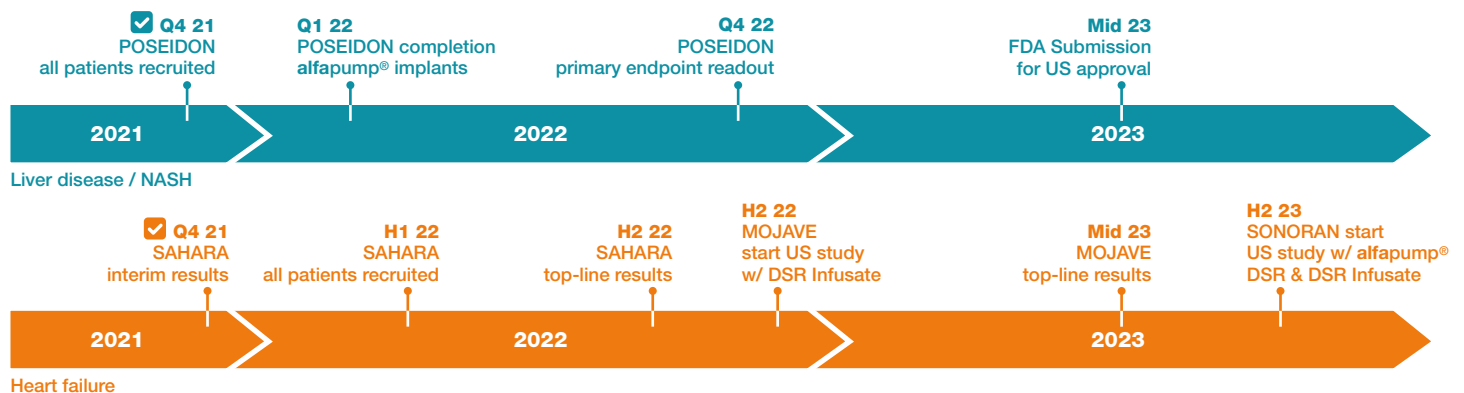 Q4 21
POSEIDON
all patients recruited
Q1 22
POSEIDON completion
alfapump® implants
Q4 22
POSEIDON
primary endpoint readout
Mid 23
FDA Submission
for US approval
2021
2022
2023
Liver disease / NASH
Q4 21
SAHARA
interim results
H1 22
SAHARA
all patients recruited
H2 22
SAHARA
top-line results
H2 22
MOJAVE
start US study
w/ DSR Infusate
Mid 23
MOJAVE
top-line results
H2 23
SONORAN start
US study w/ alfapump®
DSR & DSR Infusate
2021
2022
2023
Heart failure